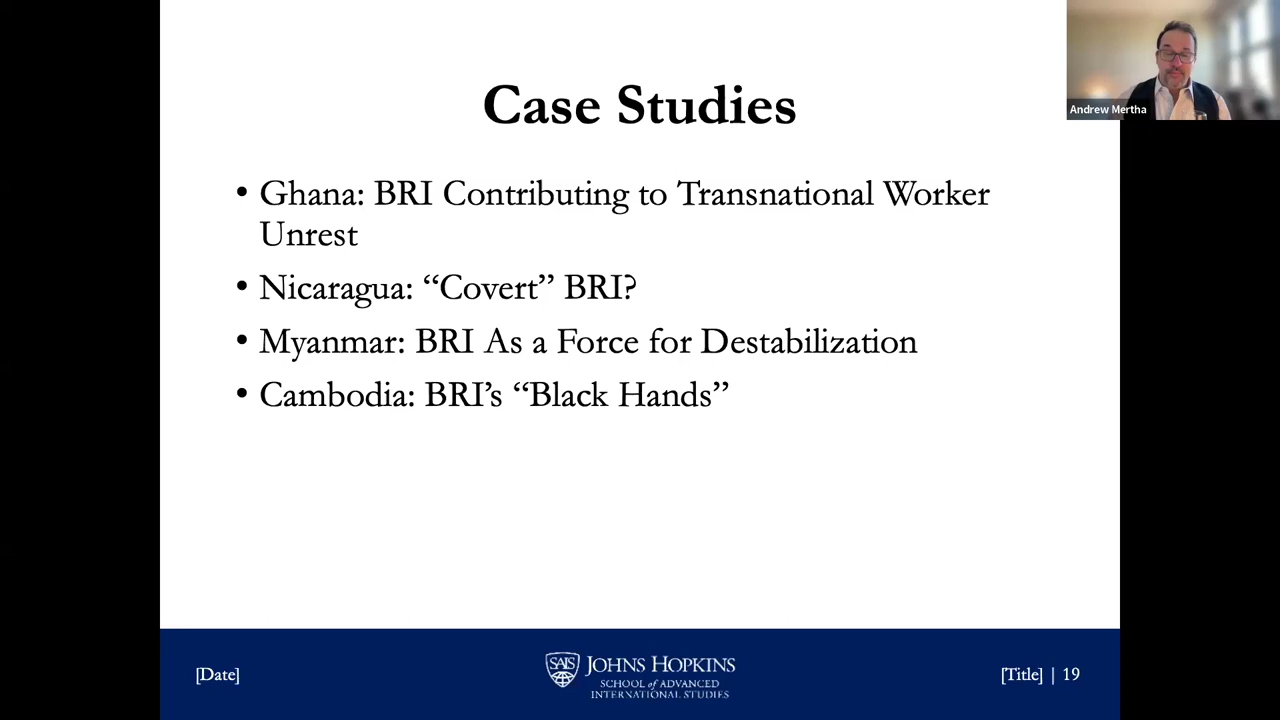 Andrew Mertha
Case Studies
• Ghana: BRI Contributing to Transnational Worker
Unrest
• Nicaragua: “Covert” BRI?
• Myanmar: BRI As a Force for Destabilization
• Cambodia: BRI’s “Black Hands”
[Date]
SAIS
JOHNS HOPKINS
SCHOOL of ADVANCED
INTERNATIONAL STUDIES
[Title] | 19